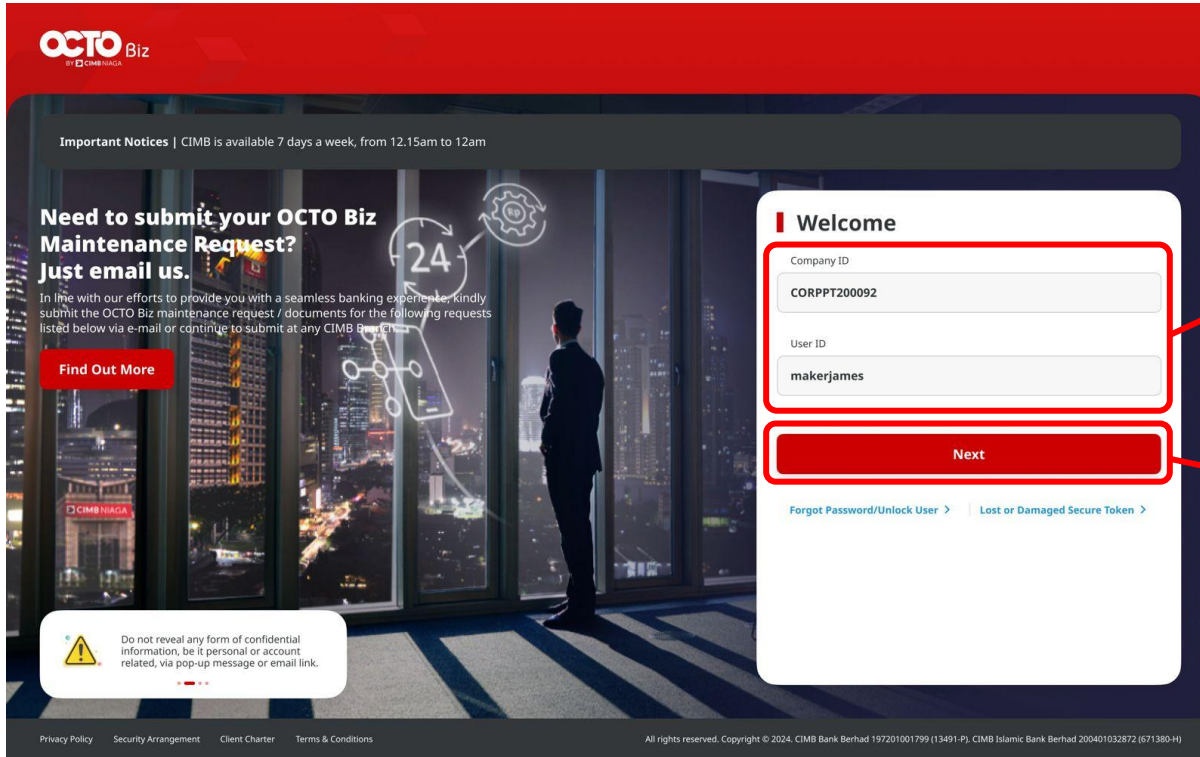 OCTO Biz
BY CIMB NIAGA
Important Notices | CIMB is available 7 days a week, from 12.15am to 12am
Need to submit your OCTO Biz
Maintenance Request?
Just email us.
In line with our efforts to provide you with a seamless banking experience, kindly
submit the OCTO Biz maintenance request / documents for the following requests
listed below via e-mail or continue to submit at any CIMB Branch.
Find Out More
24
Rp
CIMB NIAGA
Do not reveal any form of confidential
information, be it personal or account
related, via pop-up message or email link.
Welcome
Company ID
CORPPT200092
User ID
makerjames
Next
Forgot Password/Unlock User > | Lost or Damaged Secure Token >
Privacy Policy Security Arrangement Client Charter Terms & Conditions
All rights reserved. Copyright © 2024. CIMB Bank Berhad 197201001799 (13491-P). CIMB Islamic Bank Berhad 200401032872 (671380-H)